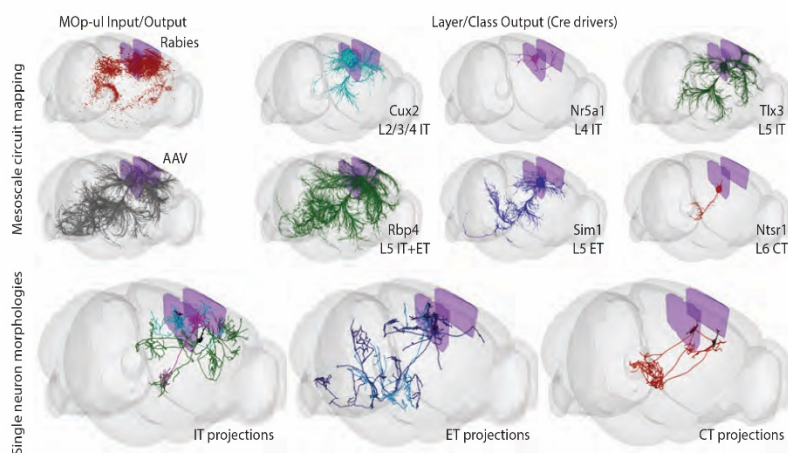 MOp-ul Input/Output
Layer/Class Output (Cre drivers)
Mesoscale circuit mapping
Rabies
Cux2
L2/3/4 IT
Nr5a1
L4 IT
Tlx3
L5 IT
AAV
Rbp4
L5 IT+ET
Sim1
L5 ET
Ntsr1
L6 CT
Single neuron morphologies
IT projections
ET projections
CT projections